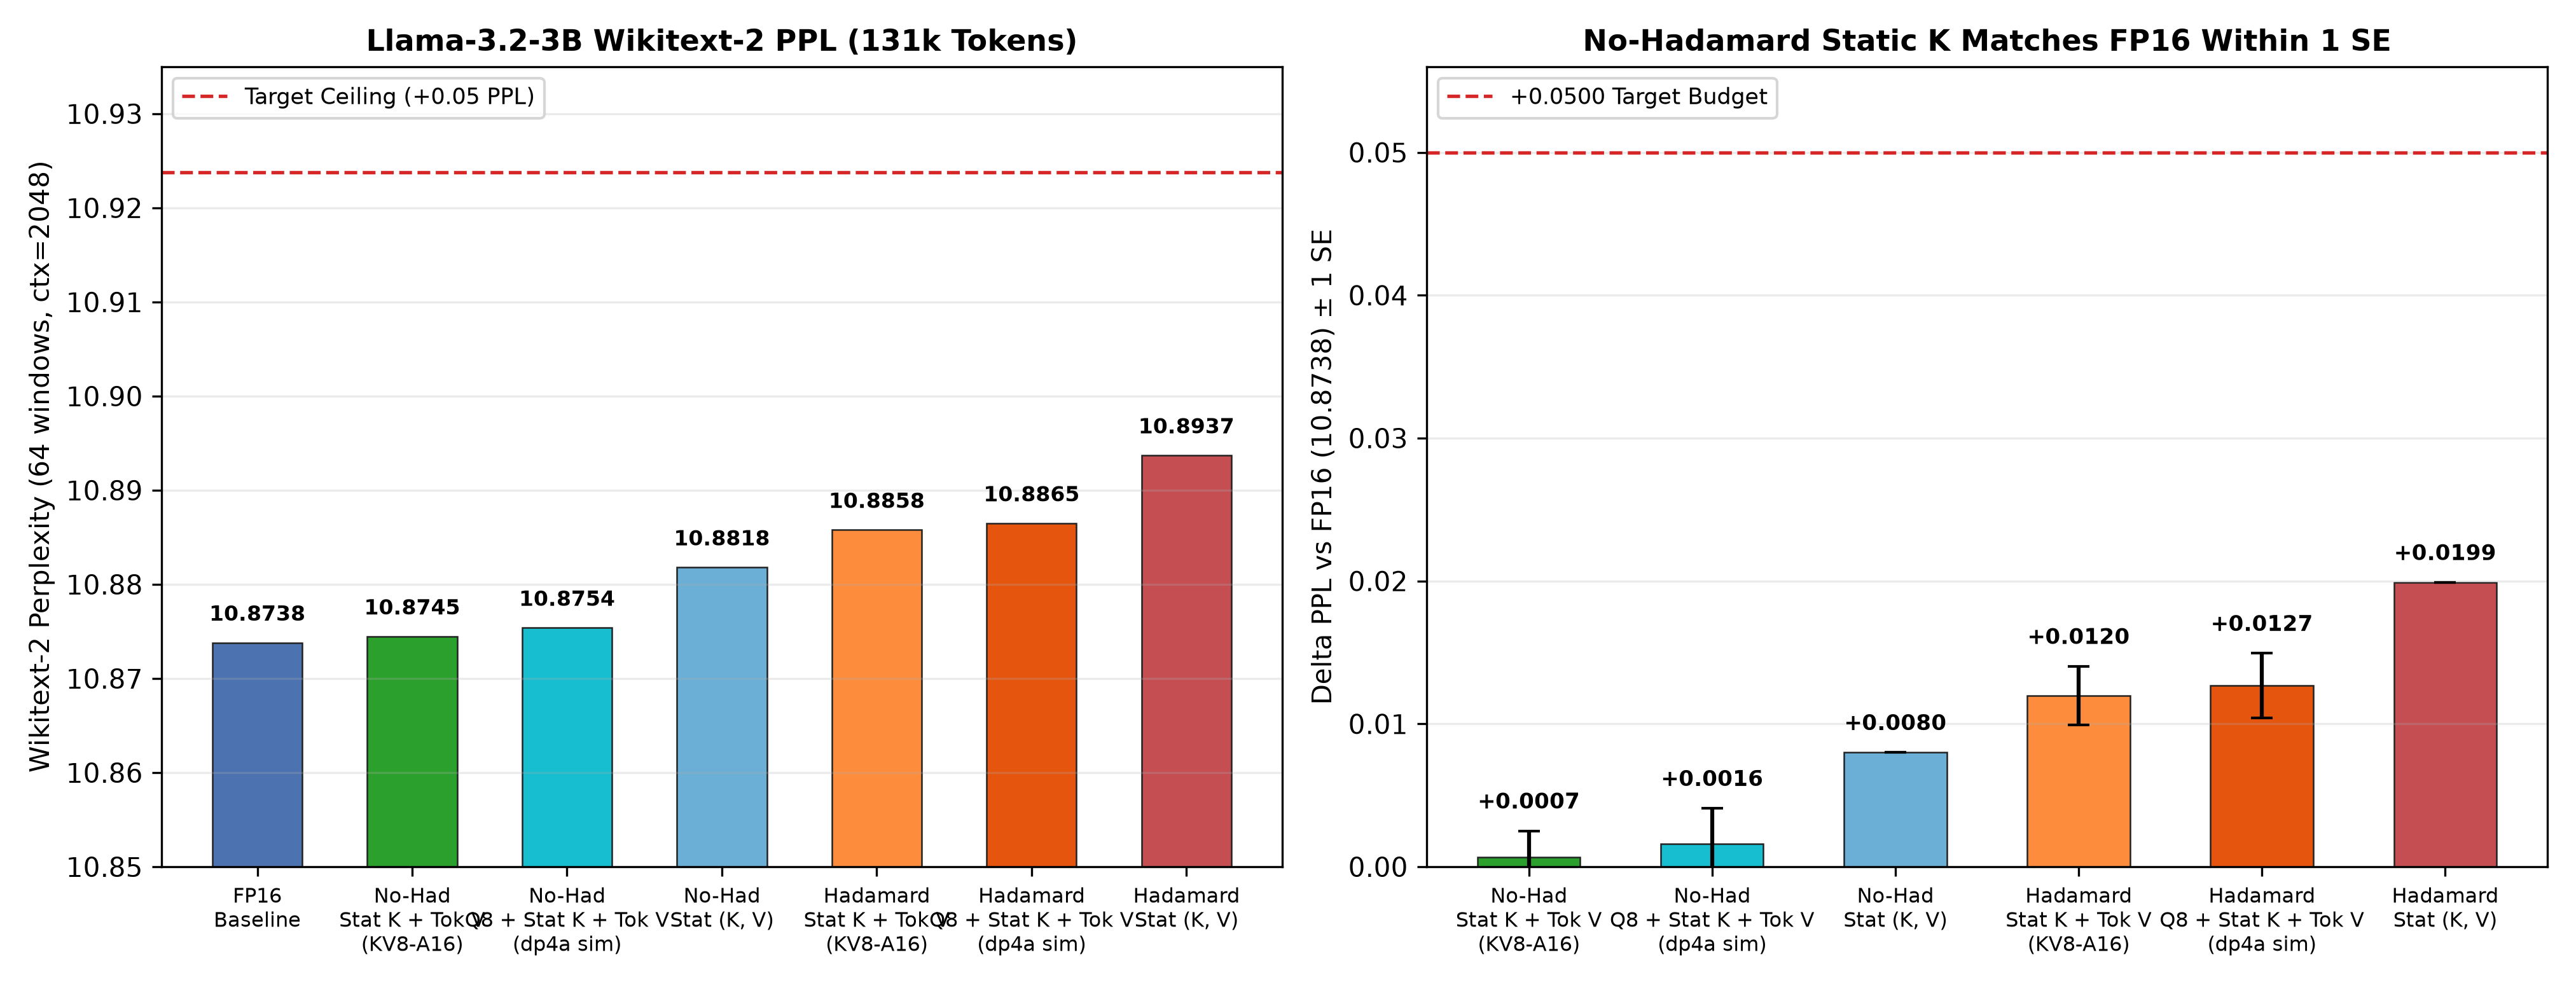 Llama-3.2-3B Wikitext-2 PPL (131k Tokens)
Target Ceiling (+0.05 PPL)
Wikitext-2 Perplexity (64 windows, ctx=2048)
10.93
10.92
10.91
10.90
10.89
10.88
10.87
10.86
10.85
10.8738
10.8745
10.8754
10.8818
10.8858
10.8865
10.8937
FP16
Baseline
No-Had
Stat K + Tok V
(KV8-A16)
No-Had
Q8 + Stat K + Tok V
(dp4a sim)
No-Had
Stat (K, V)
Hadamard
Stat K + Tok V
(KV8-A16)
Hadamard
Q8 + Stat K + Tok V
(dp4a sim)
Hadamard
Stat (K, V)
No-Hadamard Static K Matches FP16 Within 1 SE
+0.0500 Target Budget
Delta PPL vs FP16 (10.8738) ± 1 SE
0.05
0.04
0.03
0.02
0.01
0.00
+0.0007
+0.0016
+0.0080
+0.0120
+0.0127
+0.0199
No-Had
Stat K + Tok V
(KV8-A16)
No-Had
Q8 + Stat K + Tok V
(dp4a sim)
No-Had
Stat (K, V)
Hadamard
Stat K + Tok V
(KV8-A16)
Hadamard
Q8 + Stat K + Tok V
(dp4a sim)
Hadamard
Stat (K, V)